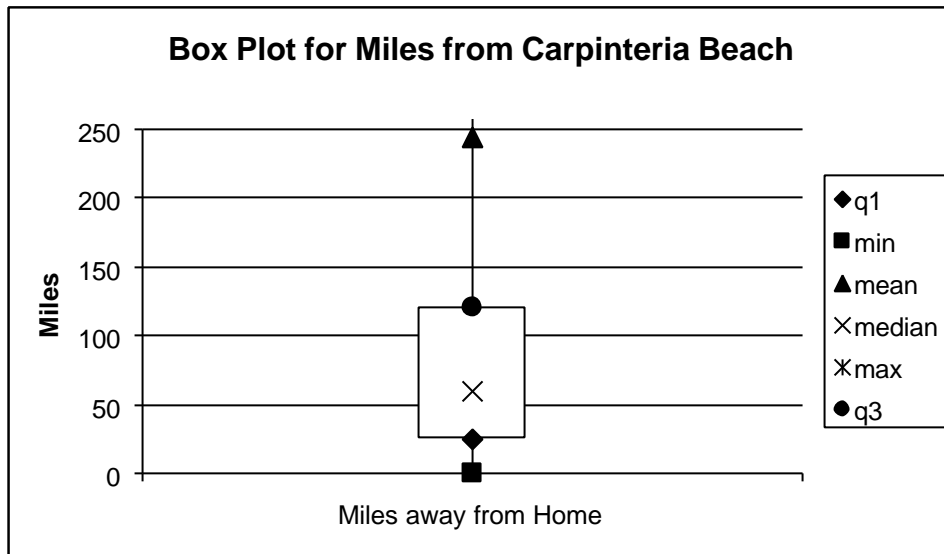 Box Plot for Miles from Carpinteria Beach
Miles
250
200
150
100
50
0
Miles away from Home
q1
min
mean
median
max
q3